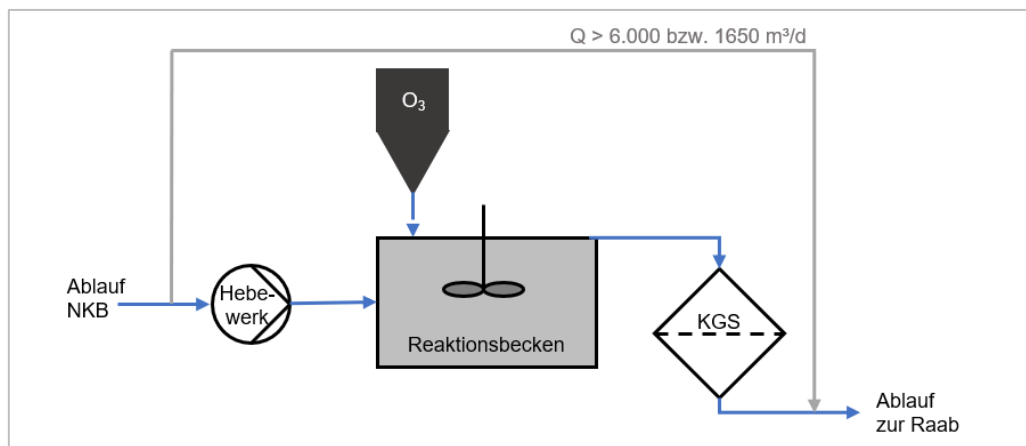 Q > 6.000 bzw. 1650 m³/d
O₃
Ablauf
NKB
Hebe-
werk
Reaktionsbecken
KGS
Ablauf
zur Raab